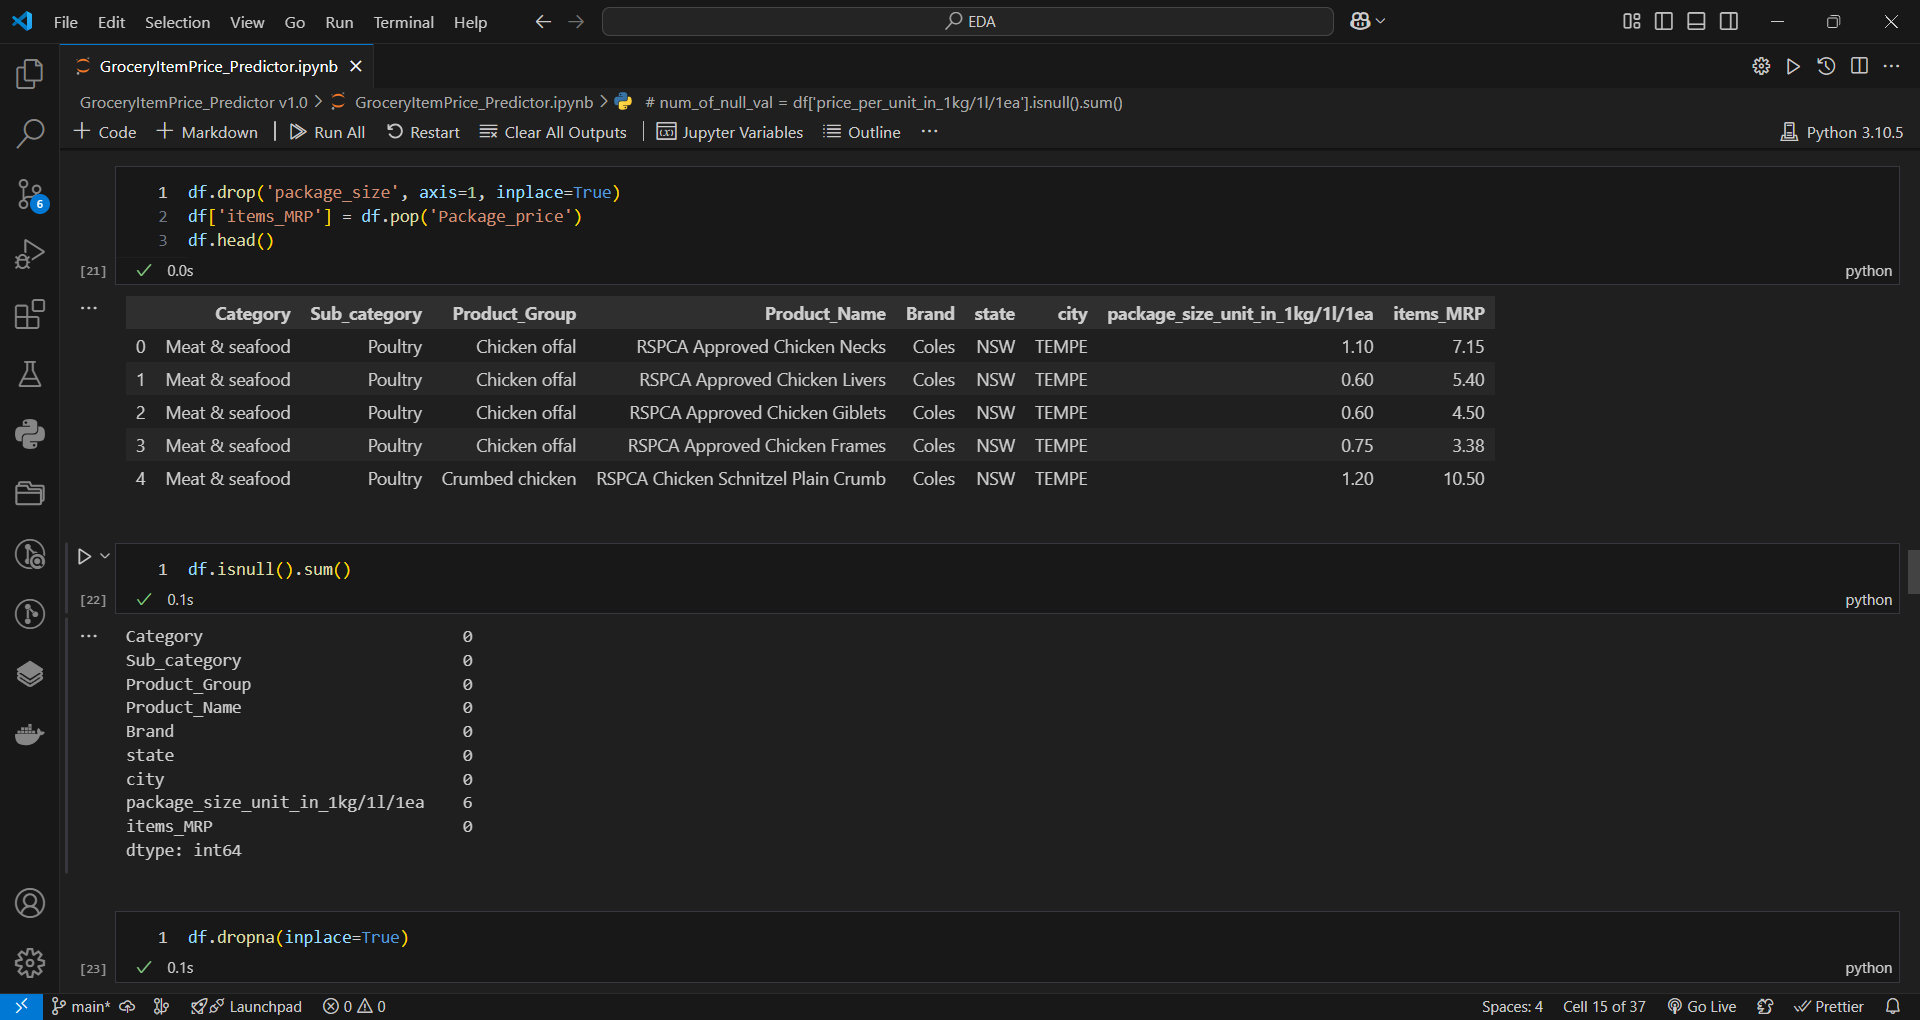 File Edit Selection View Go Run Terminal Help EDA
GroceryItemPrice_Predictor.ipynb
GroceryItemPrice_Predictor v1.0 > GroceryItemPrice_Predictor.ipynb > # num_of_null_val = df['price_per_unit_in_1kg/1l/1ea'].isnull().sum()
+ Code + Markdown | Run All Restart Clear All Outputs | Jupyter Variables Outline ... Python 3.10.5
1 df.drop('package_size', axis=1, inplace=True)
2 df['items_MRP'] = df.pop('Package_price')
3 df.head()
[21] 0.0s python
Category Sub_category Product_Group Product_Name Brand state city package_size_unit_in_1kg/1l/1ea items_MRP
0 Meat & seafood Poultry Chicken offal RSPCA Approved Chicken Necks Coles NSW TEMPE 1.10 7.15
1 Meat & seafood Poultry Chicken offal RSPCA Approved Chicken Livers Coles NSW TEMPE 0.60 5.40
2 Meat & seafood Poultry Chicken offal RSPCA Approved Chicken Giblets Coles NSW TEMPE 0.60 4.50
3 Meat & seafood Poultry Chicken offal RSPCA Approved Chicken Frames Coles NSW TEMPE 0.75 3.38
4 Meat & seafood Poultry Crumbed chicken RSPCA Chicken Schnitzel Plain Crumb Coles NSW TEMPE 1.20 10.50
1 df.isnull().sum()
[22] 0.1s python
Category 0
Sub_category 0
Product_Group 0
Product_Name 0
Brand 0
state 0
city 0
package_size_unit_in_1kg/1l/1ea 6
items_MRP 0
dtype: int64
1 df.dropna(inplace=True)
[23] 0.1s python
6
main* Launchpad 0 0 Spaces: 4 Cell 15 of 37 Go Live Prettier